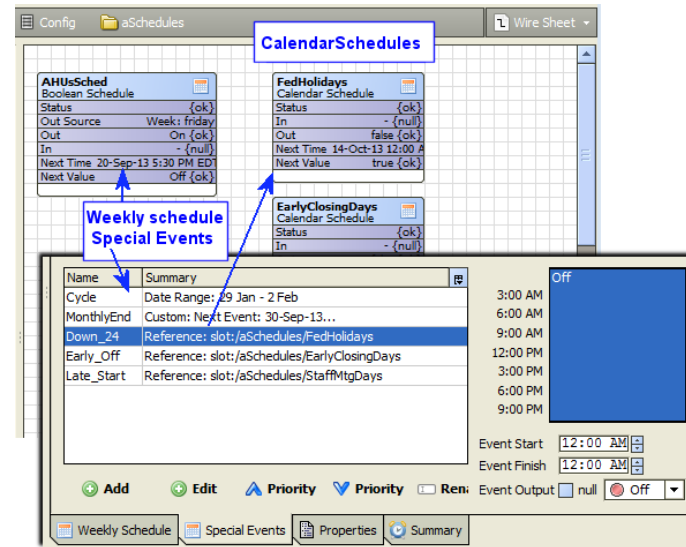 Config aSchedules Wire Sheet
CalendarSchedules
AHUsSched
Boolean Schedule
Status {ok}
Out Source Week: friday
Out On {ok}
In - {null}
Next Time 20-Sep-13 5:30 PM EDT
Next Value Off {ok}
FedHolidays
Calendar Schedule
Status {ok}
In - {null}
Out false {ok}
Next Time 14-Oct-13 12:00 A
Next Value true {ok}
Weekly schedule
Special Events
EarlyClosingDays
Calendar Schedule
Status {ok}
In - {null}
Name Summary
Cycle Date Range: 29 Jan - 2 Feb
MonthlyEnd Custom: Next Event: 30-Sep-13...
Down_24 Reference: slot:/aSchedules/FedHolidays
Early_Off Reference: slot:/aSchedules/EarlyClosingDays
Late_Start Reference: slot:/aSchedules/StaffMtgDays
Off
3:00 AM
6:00 AM
9:00 AM
12:00 PM
3:00 PM
6:00 PM
9:00 PM
Event Start 12:00 AM
Event Finish 12:00 AM
Add Edit Priority Priority Rena Event Output null Off
Weekly Schedule Special Events Properties Summary